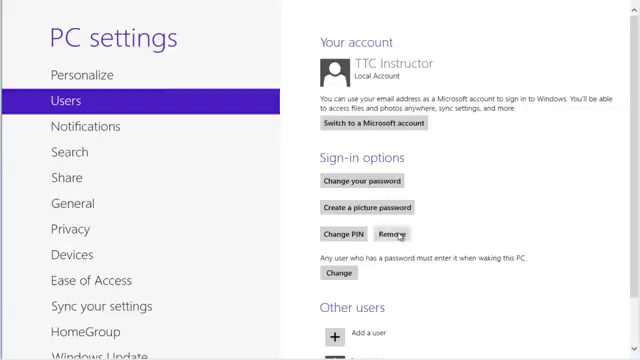 PC settings
Personalize
Users
Notifications
Search
Share
General
Privacy
Devices
Ease of Access
Sync your settings
HomeGroup
Windows Update
Your account
TTC Instructor
Local Account
You can use your email address as a Microsoft account to sign in to Windows. You'll be able
to access files and photos anywhere, sync settings, and more.
Switch to a Microsoft account
Sign-in options
Change your password
Create a picture password
Change PIN Remove
Any user who has a password must enter it when waking this PC.
Change
Other users
Add a user